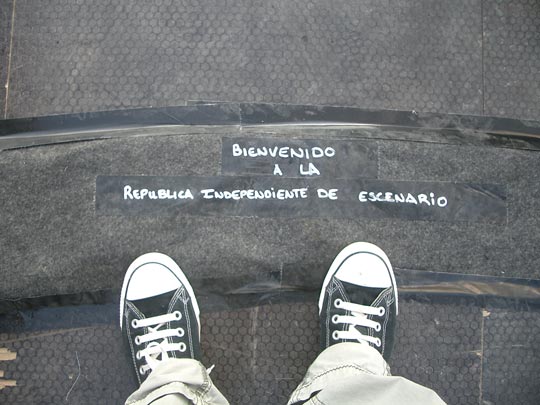 BIENVENIDO
A LA
REPUBLICA INDEPENDIENTE DE ESCENARIO